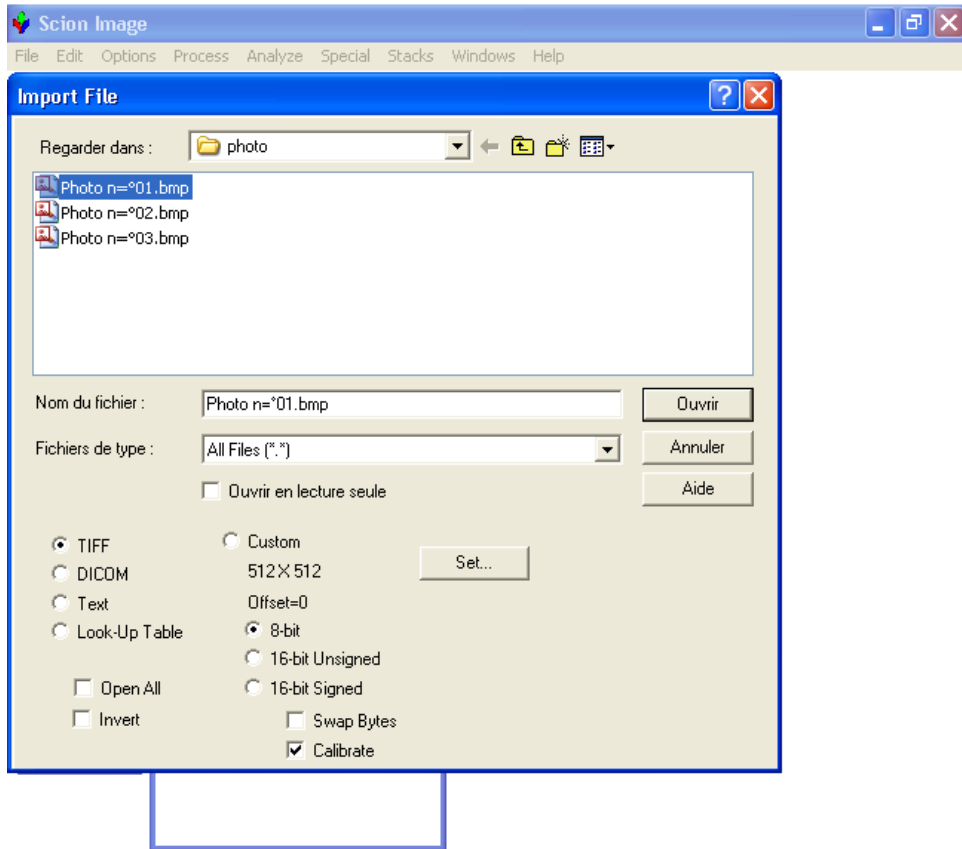 Scion Image
File Edit Options Process Analyze Special Stacks Windows Help
Import File
Regarder dans : photo
Photo n=°01.bmp
Photo n=°02.bmp
Photo n=°03.bmp
Nom du fichier : Photo n=°01.bmp Ouvrir
Fichiers de type : All Files (*.*) Annuler
Ouvrir en lecture seule Aide
TIFF Custom
DICOM 512 X 512 Set...
Text Offset=0
Look-Up Table 8-bit
16-bit Unsigned
Open All 16-bit Signed
Invert Swap Bytes
Calibrate